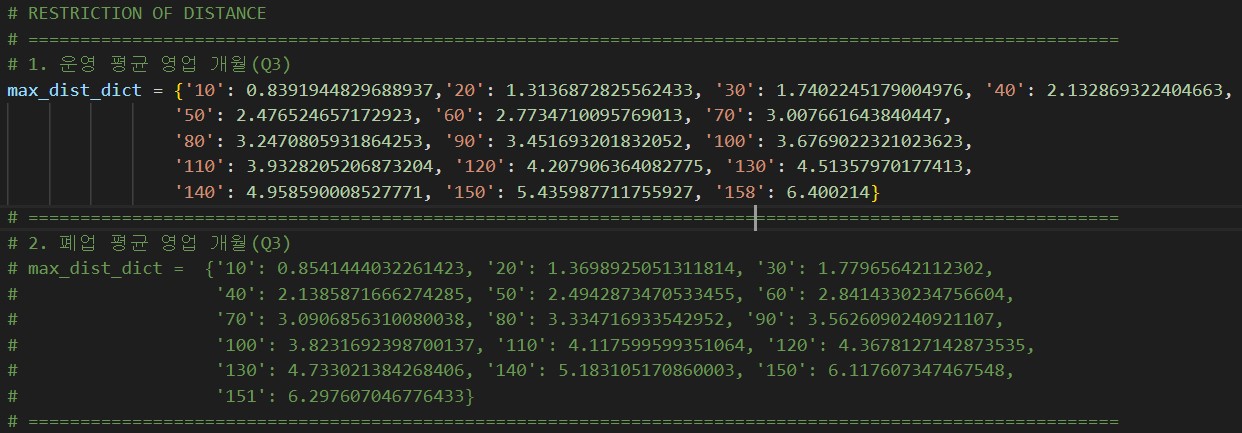 # RESTRICTION OF DISTANCE
# ==========================================================================================================
# 1. 운영 평균 영업 개월(Q3)
max_dist_dict = {'10': 0.8391944829688937,'20': 1.3136872825562433, '30': 1.7402245179004976, '40': 2.132869322404663,
'50': 2.476524657172923, '60': 2.7734710095769013, '70': 3.007661643840447,
'80': 3.2470805931864253, '90': 3.451693201832052, '100': 3.6769022321023623,
'110': 3.9328205206873204, '120': 4.207906364082775, '130': 4.51357970177413,
'140': 4.958590008527771, '150': 5.435987711755927, '158': 6.400214}
# ==========================================================================================================
# 2. 폐업 평균 영업 개월(Q3)
# max_dist_dict =  {'10': 0.8541444032261423, '20': 1.3698925051311814, '30': 1.77965642112302,
#                   '40': 2.1385871666274285, '50': 2.4942873470533455, '60': 2.8414330234756604,
#                   '70': 3.0906856310080038, '80': 3.334716933542952, '90': 3.5626090240921107,
#                   '100': 3.8231692398700137, '110': 4.117599599351064, '120': 4.3678127142873535,
#                   '130': 4.733021384268406, '140': 5.183105170860003, '150': 6.117607347467548,
#                   '151': 6.297607046776433}
# ==========================================================================================================